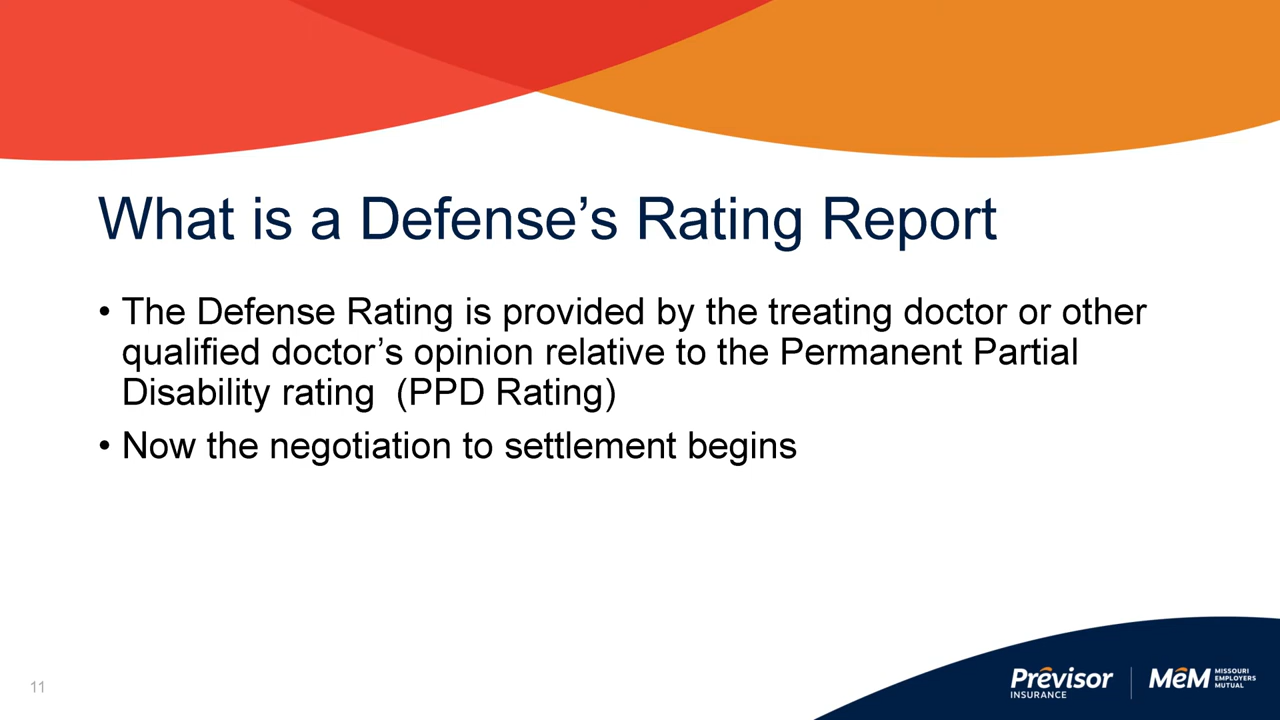 What is a Defense’s Rating Report
• The Defense Rating is provided by the treating doctor or other
qualified doctor’s opinion relative to the Permanent Partial
Disability rating  (PPD Rating)
• Now the negotiation to settlement begins
11
Prēvisor
INSURANCE
MēM
MISSOURI
EMPLOYERS
MUTUAL